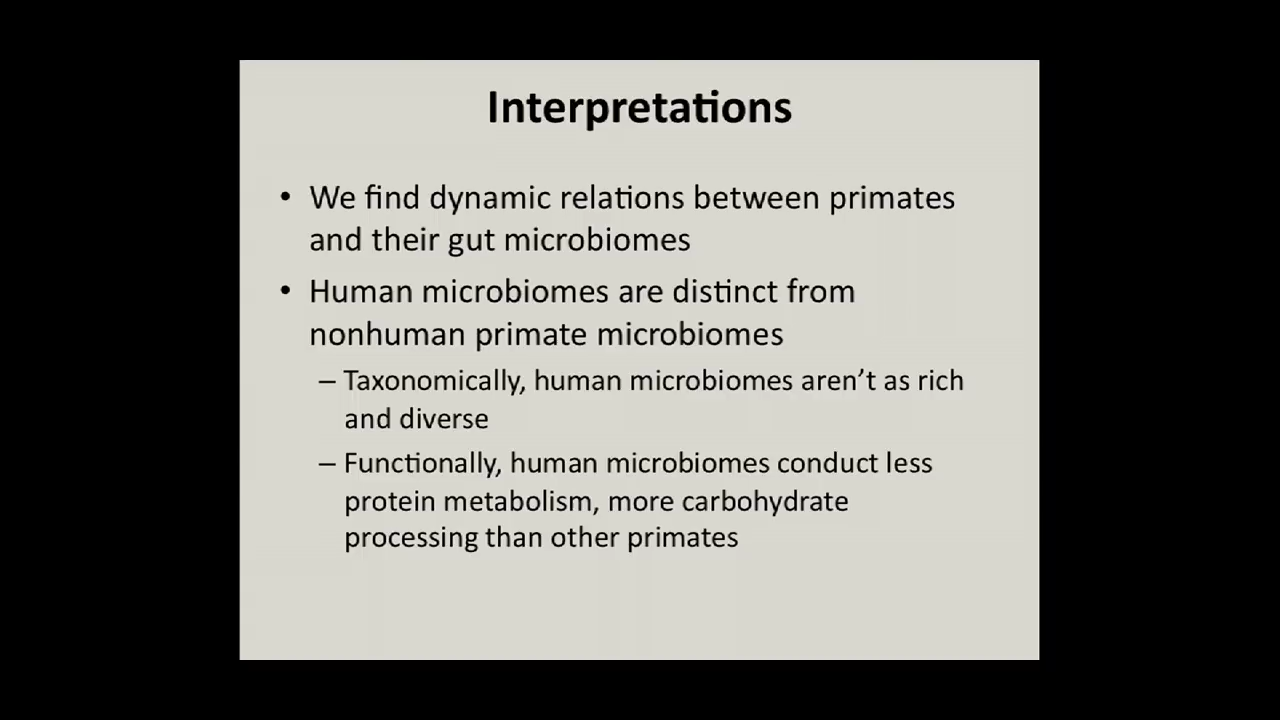 Interpretations
• We find dynamic relations between primates
and their gut microbiomes
• Human microbiomes are distinct from
nonhuman primate microbiomes
– Taxonomically, human microbiomes aren’t as rich
and diverse
– Functionally, human microbiomes conduct less
protein metabolism, more carbohydrate
processing than other primates